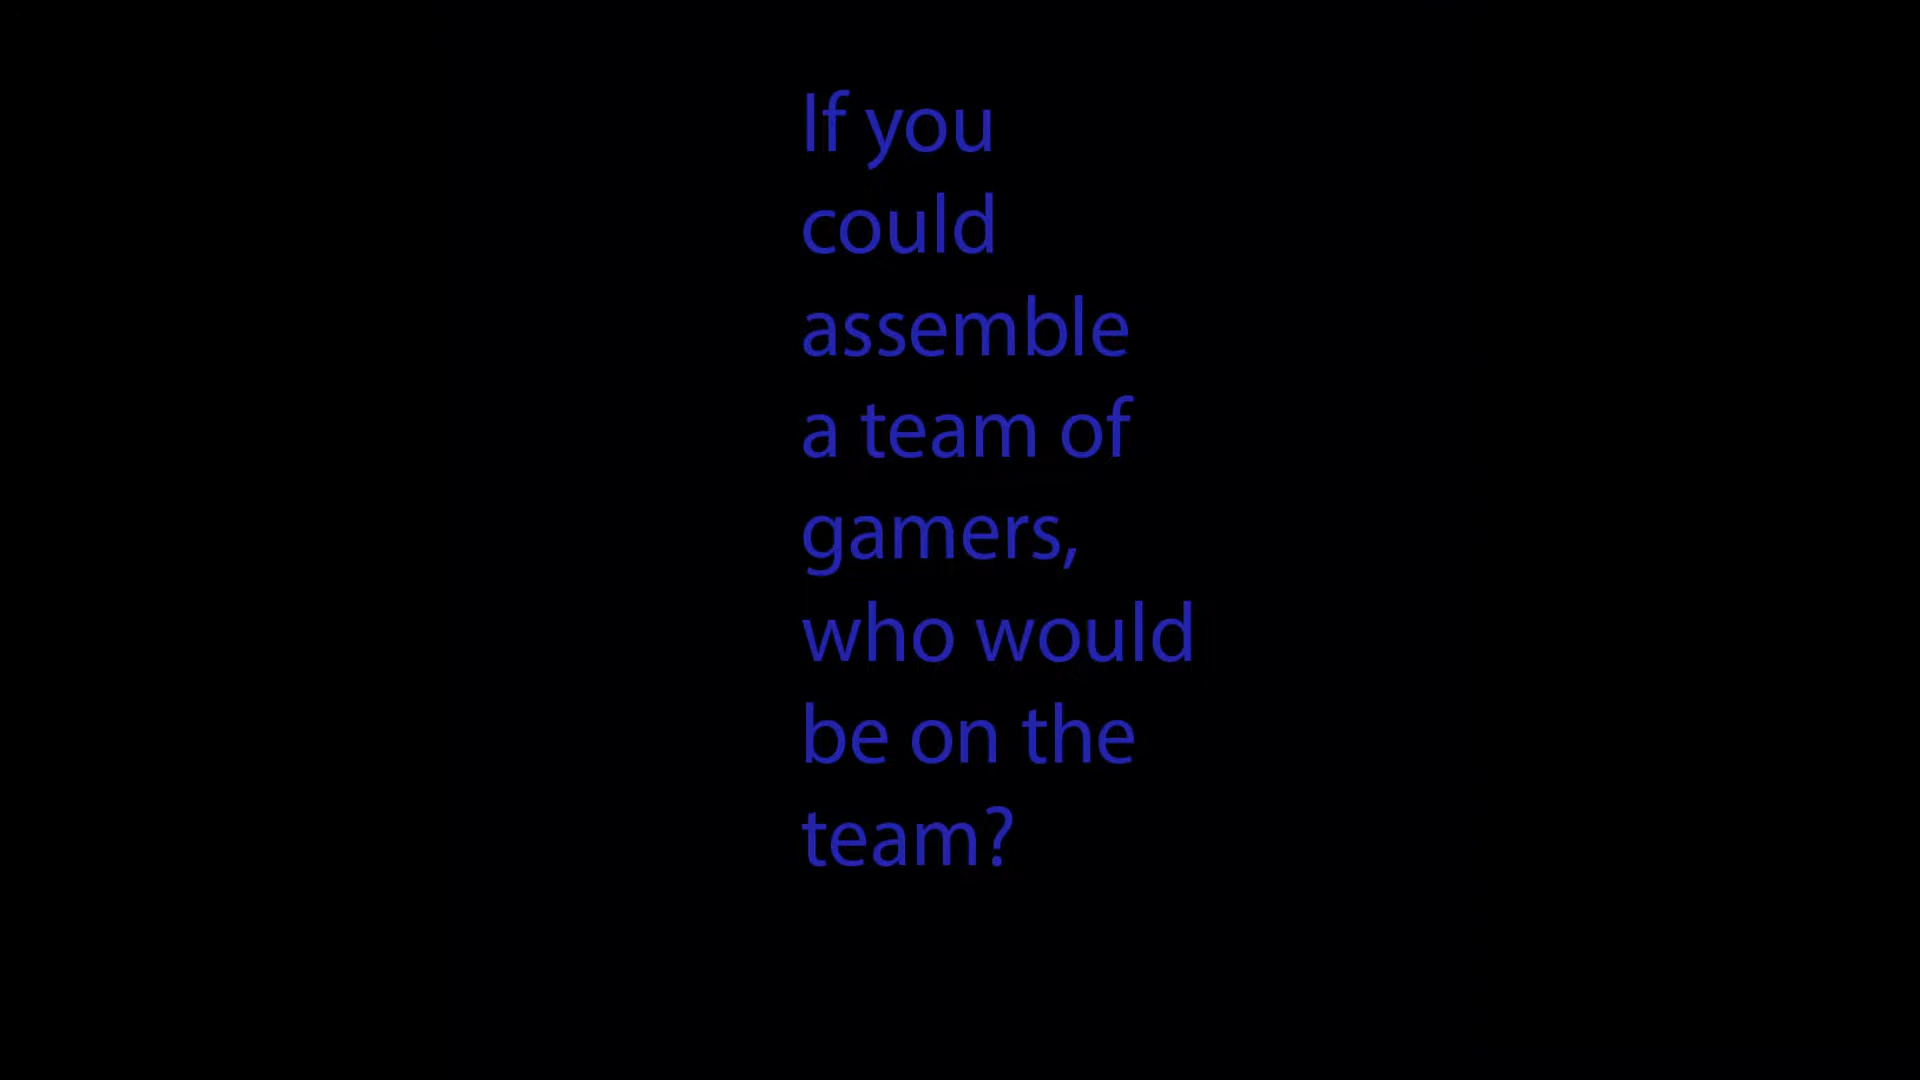 If you
could
assemble
a team of
gamers,
who would
be on the
team?